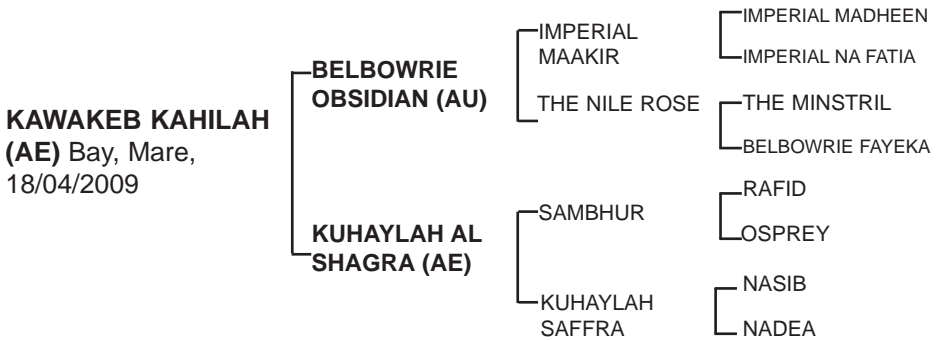 KAWAKEB KAHILAH
(AE) Bay, Mare,
18/04/2009
BELBOWRIE
OBSIDIAN (AU)
KUHAYLAH AL
SHAGRA (AE)
IMPERIAL
MAAKIR
THE NILE ROSE
SAMBHUR
KUHAYLAH
SAFFRA
IMPERIAL MADHEEN
IMPERIAL NA FATIA
THE MINSTRIL
BELBOWRIE FAYEKA
RAFID
OSPREY
NASIB
NADEA